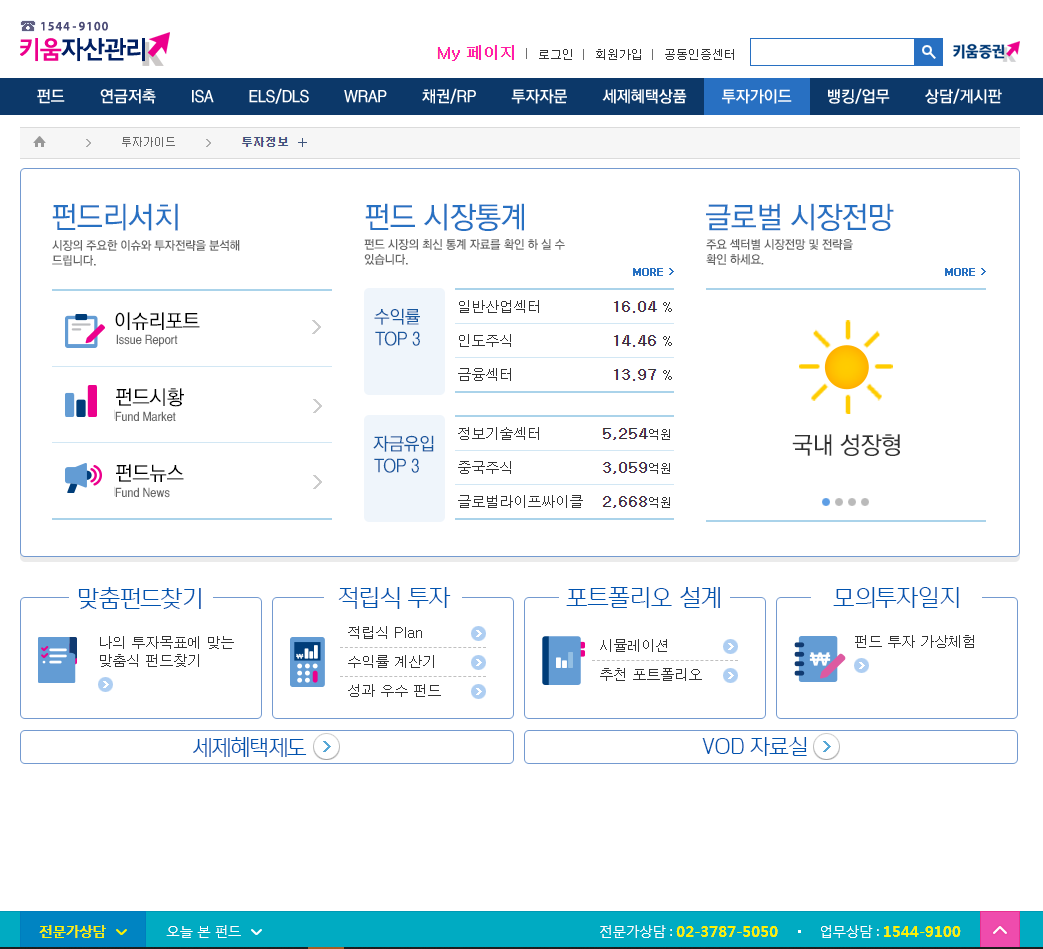 ☎ 1544-9100
키움자산관리
My 페이지 | 로그인 | 회원가입 | 공동인증센터
키움증권
펀드 연금저축 ISA ELS/DLS WRAP 채권/RP 투자자문 세제혜택상품 투자가이드 뱅킹/업무 상담/게시판
> 투자가이드 > 투자정보 +
펀드리서치
시장의 주요한 이슈와 투자전략을 분석해
드립니다.
이슈리포트
Issue Report
펀드시황
Fund Market
펀드뉴스
Fund News
펀드 시장통계
펀드 시장의 최신 통계 자료를 확인 하 실 수
있습니다.
MORE >
수익률
TOP 3
일반산업섹터 16.04 %
인도주식 14.46 %
금융섹터 13.97 %
자금유입
TOP 3
정보기술섹터 5,254억원
중국주식 3,059억원
글로벌라이프싸이클 2,668억원
글로벌 시장전망
주요 섹터별 시장전망 및 전략을
확인 하세요.
MORE >
국내 성장형
맞춤펀드찾기
나의 투자목표에 맞는
맞춤식 펀드찾기
적립식 투자
적립식 Plan
수익률 계산기
성과 우수 펀드
포트폴리오 설계
시뮬레이션
추천 포트폴리오
모의투자일지
펀드 투자 가상체험
세제혜택제도
VOD 자료실
전문가상담 오늘 본 펀드 전문가상담 : 02-3787-5050 • 업무상담 : 1544-9100